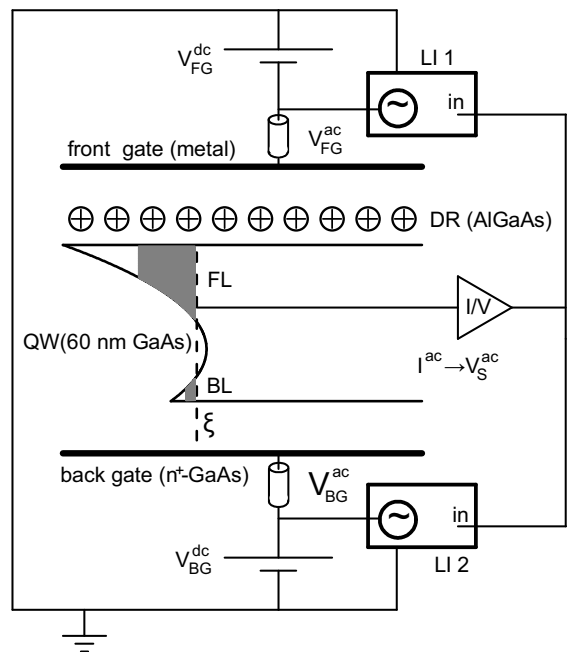 V_FG^dc
LI 1
~
in
V_FG^ac
front gate (metal)
DR (AlGaAs)
FL
I/V
QW(60 nm GaAs)
I^ac→V_S^ac
BL
ξ
back gate (n⁺-GaAs)
V_BG^ac
~
in
V_BG^dc
LI 2